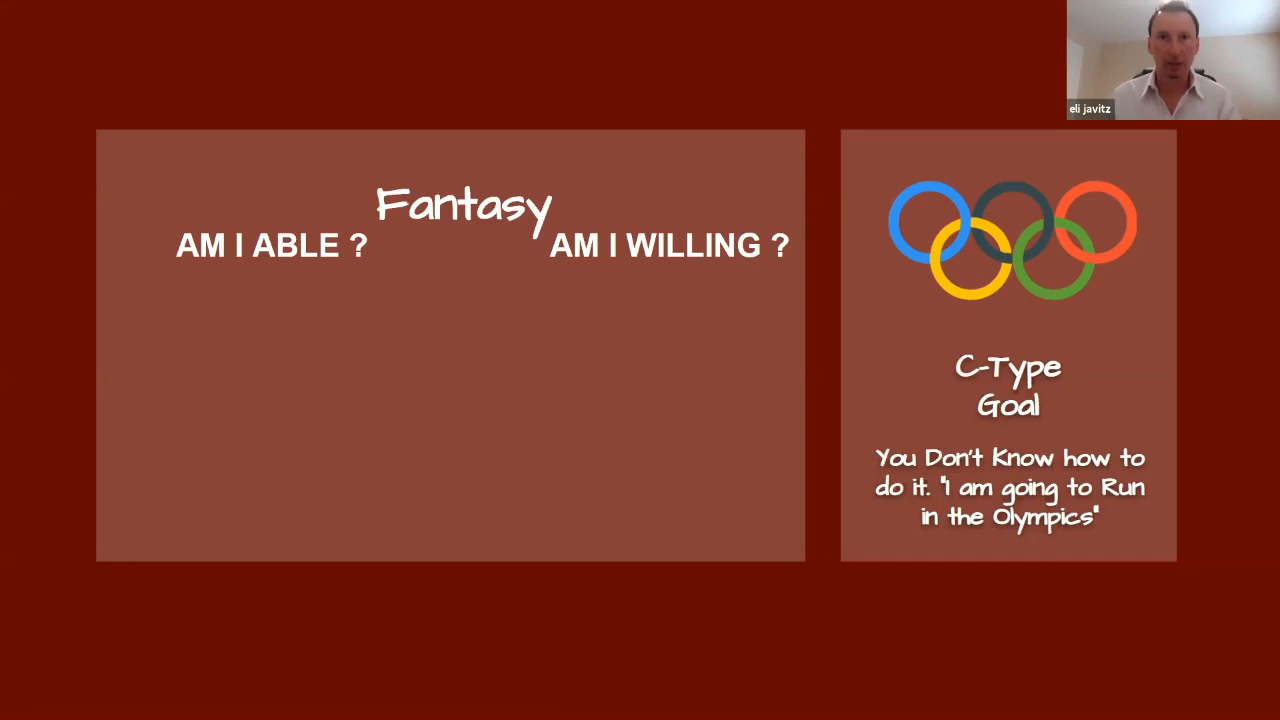 eli javitz
Fantasy
AM I ABLE ?
AM I WILLING ?
C-Type
Goal
You Don't Know how to
do it. "I am going to Run
in the Olympics"